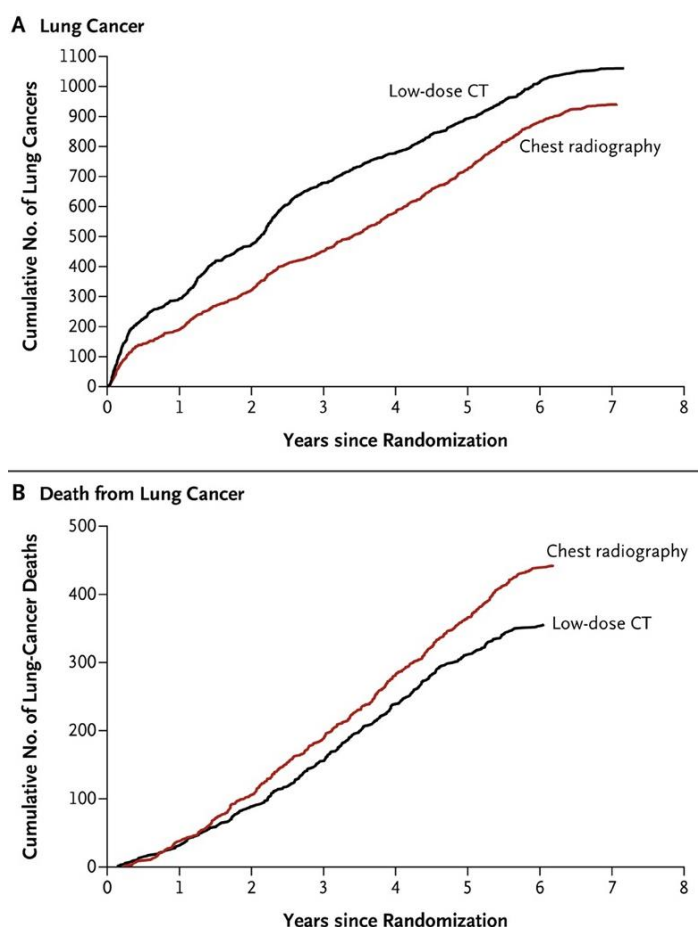 A Lung Cancer
Cumulative No. of Lung Cancers
1100
1000
900
800
700
600
500
400
300
200
100
0
Low-dose CT
Chest radiography
0 1 2 3 4 5 6 7 8
Years since Randomization
B Death from Lung Cancer
Cumulative No. of Lung-Cancer Deaths
500
400
300
200
100
0
Chest radiography
Low-dose CT
0 1 2 3 4 5 6 7 8
Years since Randomization